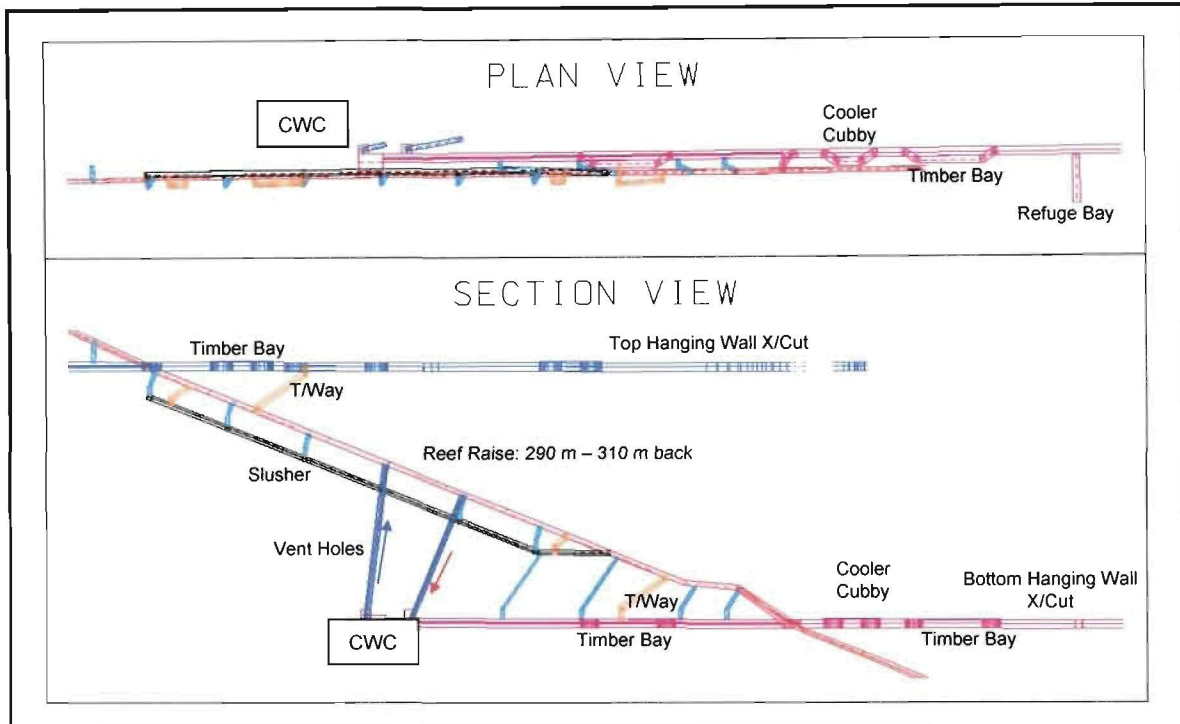 PLAN VIEW
CWC
Cooler
Cubby
Timber Bay
Refuge Bay
SECTION VIEW
Timber Bay
Top Hanging Wall X/Cut
T/Way
Reef Raise: 290 m – 310 m back
Slusher
Vent Holes
Cooler
Cubby
Bottom Hanging Wall
X/Cut
T/Way
CWC
Timber Bay
Timber Bay